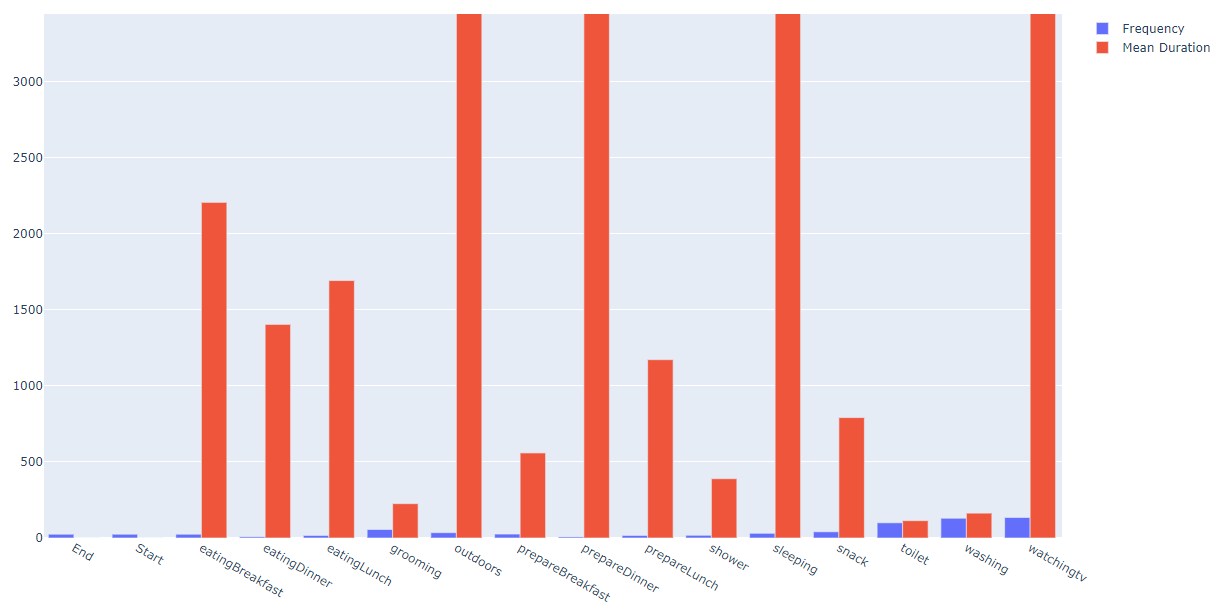 Frequency
Mean Duration
3000
2500
2000
1500
1000
500
0
End
Start
eatingBreakfast
eatingDinner
eatingLunch
grooming
outdoors
prepareBreakfast
prepareDinner
prepareLunch
shower
sleeping
snack
toilet
washing
watchingtv